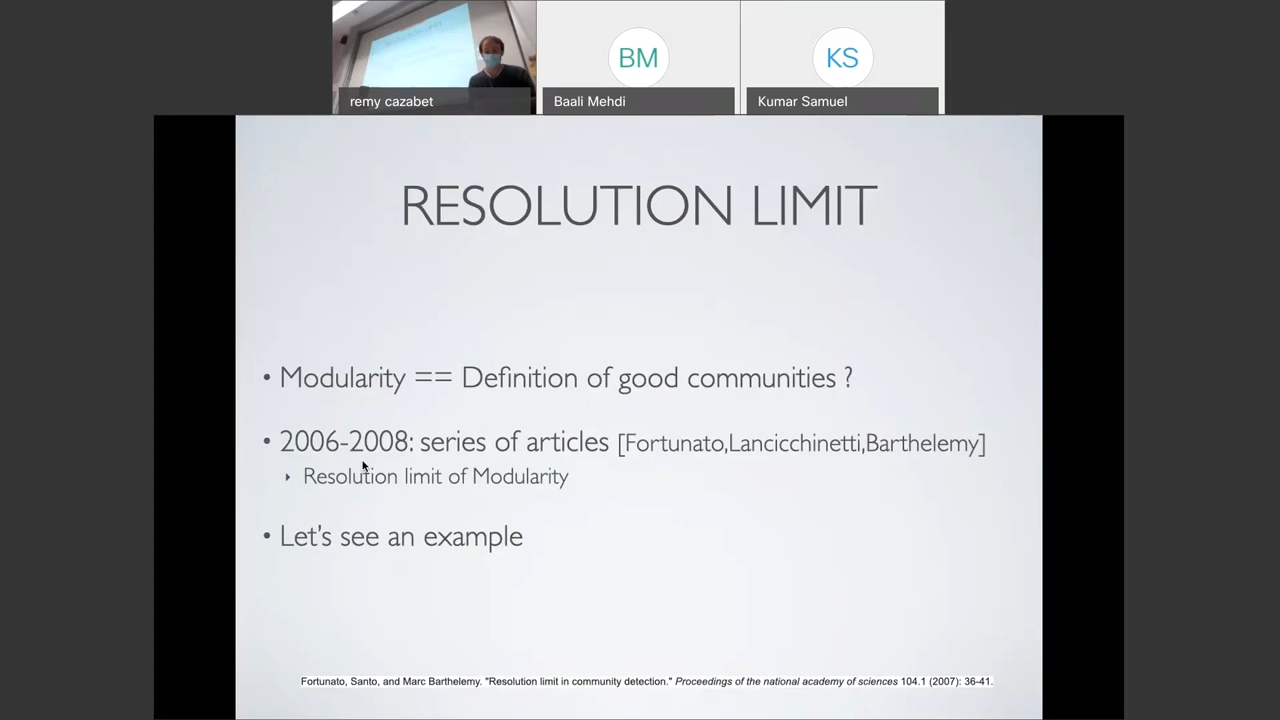 BM
KS
remy cazabet
Baali Mehdi
Kumar Samuel
RESOLUTION LIMIT
• Modularity == Definition of good communities ?
• 2006-2008: series of articles [Fortunato,Lancicchinetti,Barthelemy]
‣ Resolution limit of Modularity
• Let's see an example
Fortunato, Santo, and Marc Barthelemy. "Resolution limit in community detection." Proceedings of the national academy of sciences 104.1 (2007): 36-41.